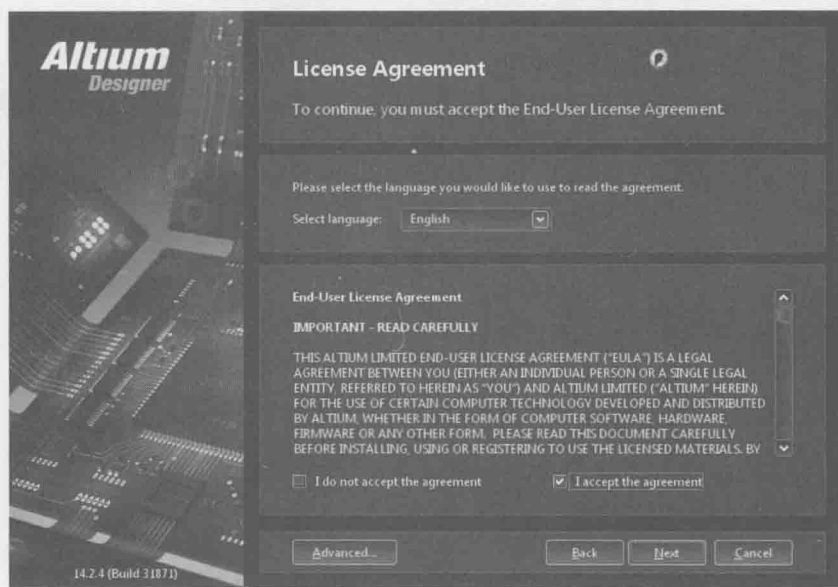 Altium
Designer
License Agreement
To continue, you must accept the End-User License Agreement.
Please select the language you would like to use to read the agreement.
Select language: English
End-User License Agreement
IMPORTANT - READ CAREFULLY
THIS ALTIUM LIMITED END-USER LICENSE AGREEMENT ("EULA") IS A LEGAL
AGREEMENT BETWEEN YOU (EITHER AN INDIVIDUAL PERSON OR A SINGLE LEGAL
ENTITY, REFERRED TO HEREIN AS "YOU") AND ALTIUM LIMITED ("ALTIUM" HEREIN)
FOR THE USE OF CERTAIN COMPUTER TECHNOLOGY DEVELOPED AND DISTRIBUTED
BY ALTIUM, WHETHER IN THE FORM OF COMPUTER SOFTWARE, HARDWARE,
FIRMWARE OR ANY OTHER FORM. PLEASE READ THIS DOCUMENT CAREFULLY
BEFORE INSTALLING, USING OR REGISTERING TO USE THE LICENSED MATERIALS. BY
I do not accept the agreement
I accept the agreement
Advanced...
Back
Next
Cancel
14.2.4 (Build 31871)